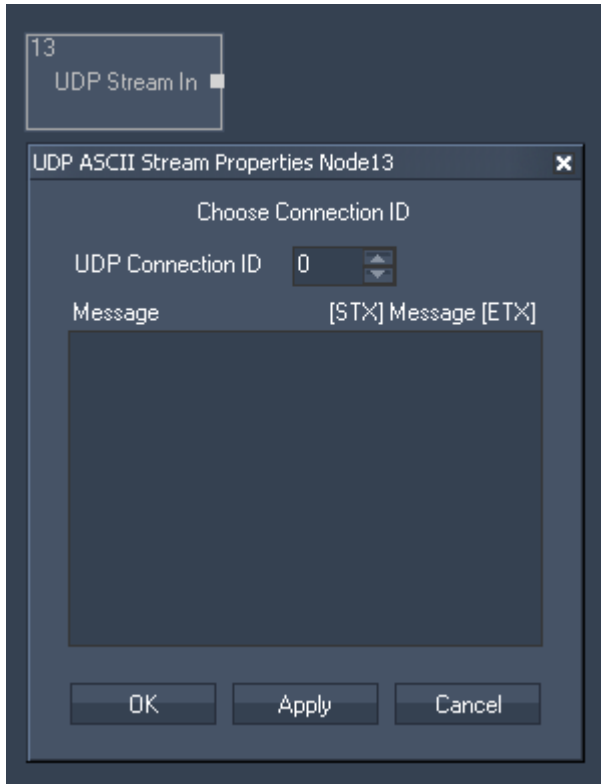 13
UDP Stream In
UDP ASCII Stream Properties Node13
Choose Connection ID
UDP Connection ID 0
Message [STX] Message [ETX]
OK Apply Cancel